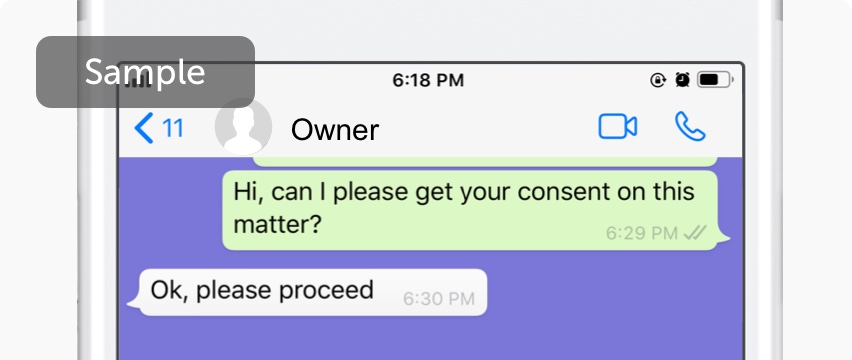 Sample
6:18 PM
11
Owner
Hi, can I please get your consent on this
matter?
6:29 PM
Ok, please proceed
6:30 PM